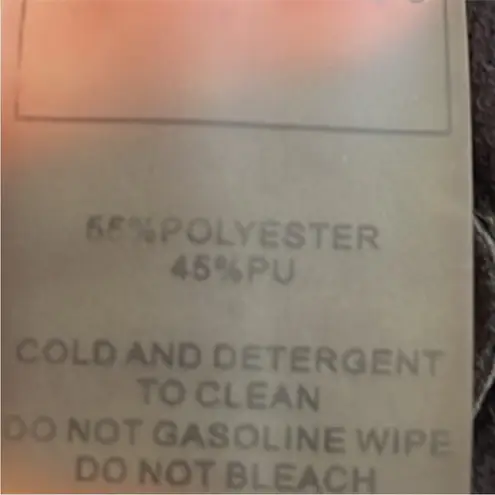 55%POLYESTER
45%PU
COLD AND DETERGENT
TO CLEAN
DO NOT GASOLINE WIPE
DO NOT BLEACH